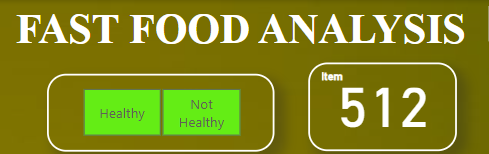 FAST FOOD ANALYSIS
Healthy
Not
Healthy
Item
512